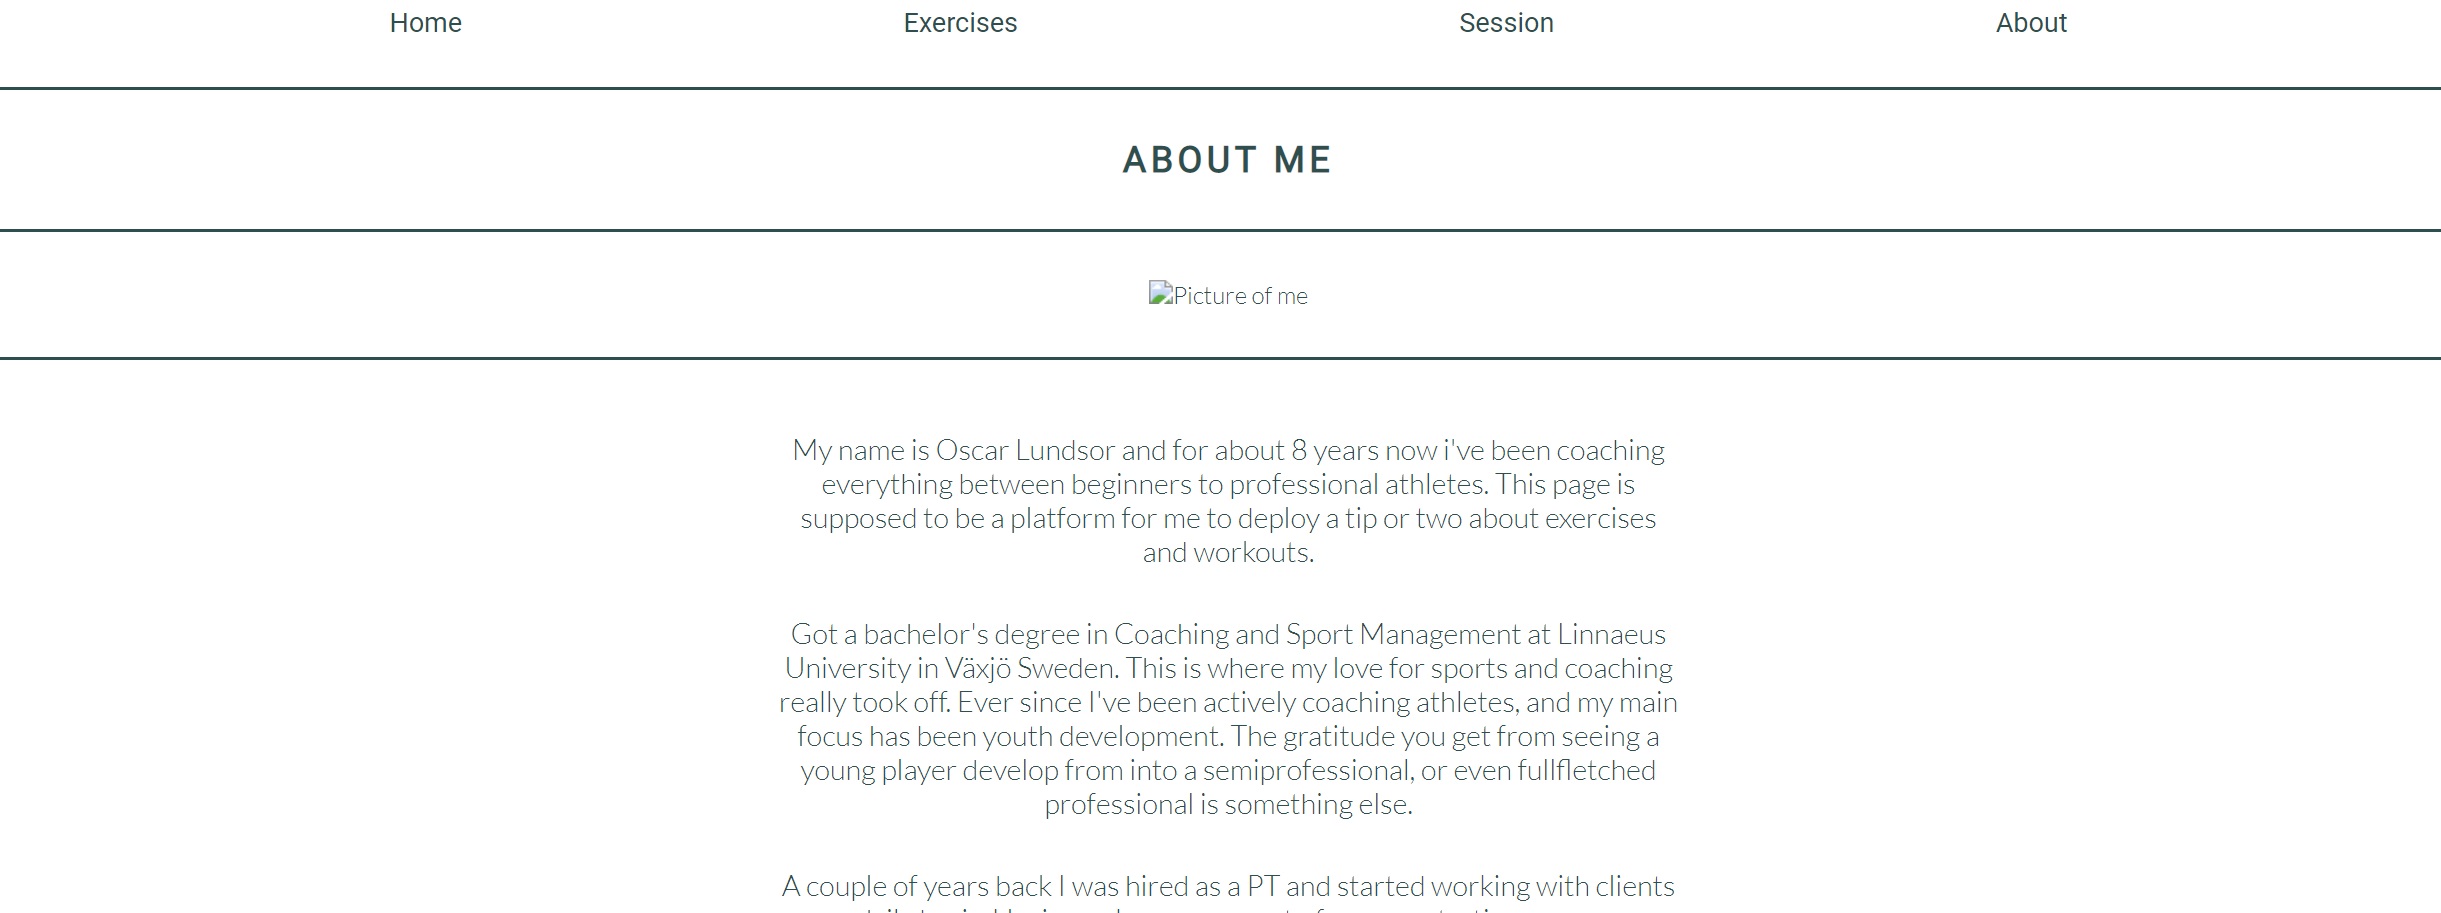 Home Exercises Session About
ABOUT ME
Picture of me
My name is Oscar Lundsor and for about 8 years now i've been coaching
everything between beginners to professional athletes. This page is
supposed to be a platform for me to deploy a tip or two about exercises
and workouts.
Got a bachelor's degree in Coaching and Sport Management at Linnaeus
University in Växjö Sweden. This is where my love for sports and coaching
really took off. Ever since I've been actively coaching athletes, and my main
focus has been youth development. The gratitude you get from seeing a
young player develop from into a semiprofessional, or even fullfletched
professional is something else.
A couple of years back I was hired as a PT and started working with clients